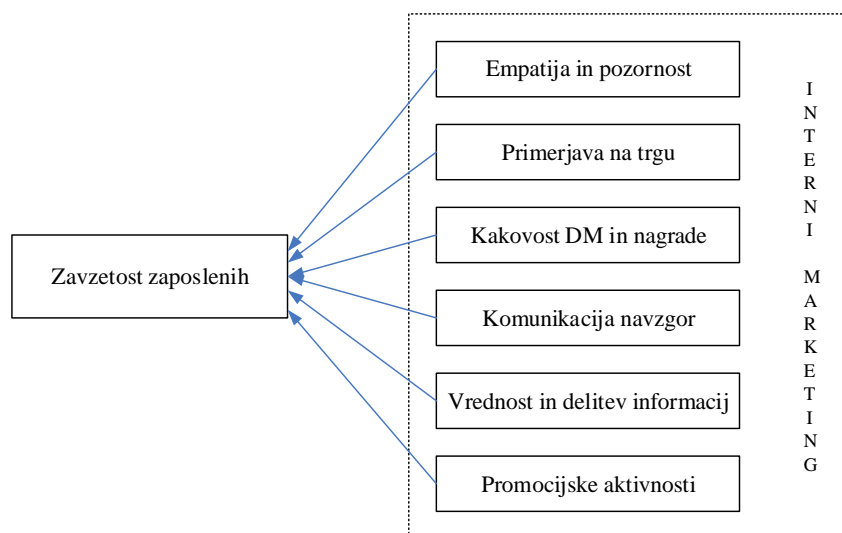 Empatija in pozornost
Primerjava na trgu
Kakovost DM in nagrade
Zavzetost zaposlenih
Komunikacija navzgor
Vrednost in delitev informacij
Promocijske aktivnosti
INTERNI MARKETING